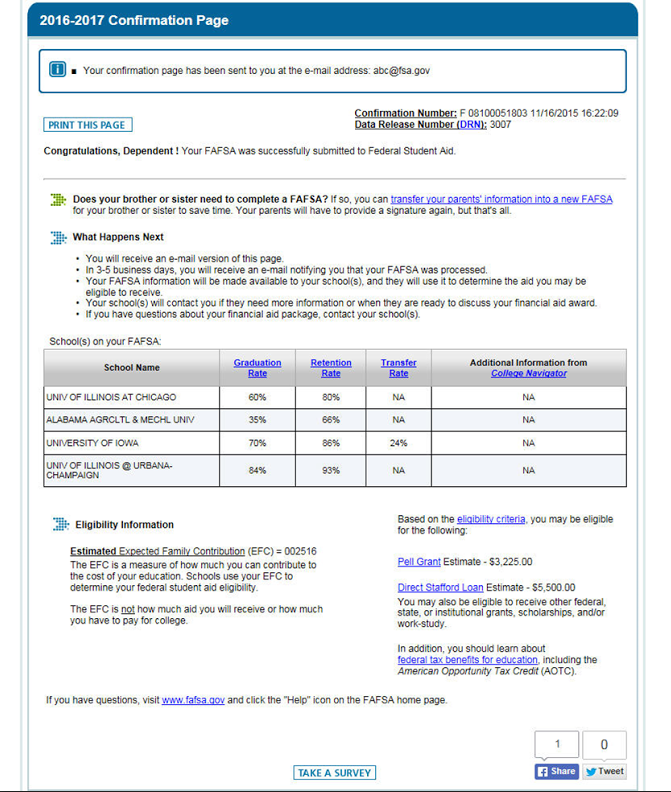 2016-2017 Confirmation Page
i
▪ Your confirmation page has been sent to you at the e-mail address: abc@fsa.gov
Confirmation Number: F 08100051803 11/16/2015 16:22:09
PRINT THIS PAGE
Data Release Number (DRN): 3007
Congratulations, Dependent ! Your FAFSA was successfully submitted to Federal Student Aid.
Does your brother or sister need to complete a FAFSA? If so, you can transfer your parents' information into a new FAFSA
for your brother or sister to save time. Your parents will have to provide a signature again, but that's all.
What Happens Next
• You will receive an e-mail version of this page.
• In 3-5 business days, you will receive an e-mail notifying you that your FAFSA was processed.
• Your FAFSA information will be made available to your school(s), and they will use it to determine the aid you may be
eligible to receive.
• Your school(s) will contact you if they need more information or when they are ready to discuss your financial aid award.
• If you have questions about your financial aid package, contact your school(s).
School(s) on your FAFSA:
School Name Graduation Rate Retention Rate Transfer Rate Additional Information from College Navigator
UNIV OF ILLINOIS AT CHICAGO 60% 80% NA NA
ALABAMA AGRCLTL & MECHL UNIV 35% 66% NA NA
UNIVERSITY OF IOWA 70% 86% 24% NA
UNIV OF ILLINOIS @ URBANA-
CHAMPAIGN 84% 93% NA NA
Eligibility Information
Estimated Expected Family Contribution (EFC) = 002516
The EFC is a measure of how much you can contribute to
the cost of your education. Schools use your EFC to
determine your federal student aid eligibility.
The EFC is not how much aid you will receive or how much
you have to pay for college.
Based on the eligibility criteria, you may be eligible
for the following:
Pell Grant Estimate - $3,225.00
Direct Stafford Loan Estimate - $5,500.00
You may also be eligible to receive other federal,
state, or institutional grants, scholarships, and/or
work-study.
In addition, you should learn about
federal tax benefits for education, including the
American Opportunity Tax Credit (AOTC).
If you have questions, visit www.fafsa.gov and click the "Help" icon on the FAFSA home page.
1 0
TAKE A SURVEY
f Share Tweet